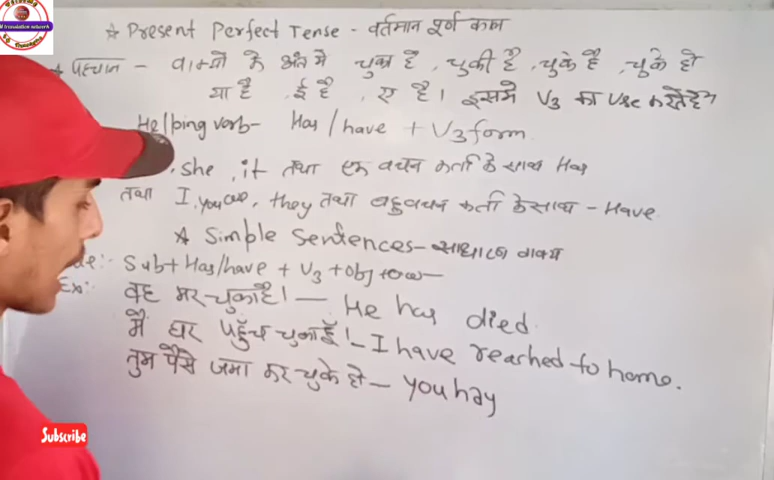 ☆ Present Perfect Tense - वर्तमान पूर्ण काल
पहचान - वाक्यों के अंत में चुका है, चुकी है, चुके है, चुके हो
या है, ई है, ए है। इसमें V3 का Use करते हैं
Helping verb- Has/have + V3 form
, she, it तथा एक वचन कर्ता के साथ Has
तथा I, you, we, they तथा बहुवचन कर्ता के साथ - Have
☆ Simple Sentences - साधारण वाक्य
Sub + Has/have + V3 + obj + ow
Ex:- वह मर चुका है। — He has died.
मैं घर पहुँच चुका हूँ। - I have reached to home.
तुम पैसे जमा कर चुके हो - you hav
Subscribe